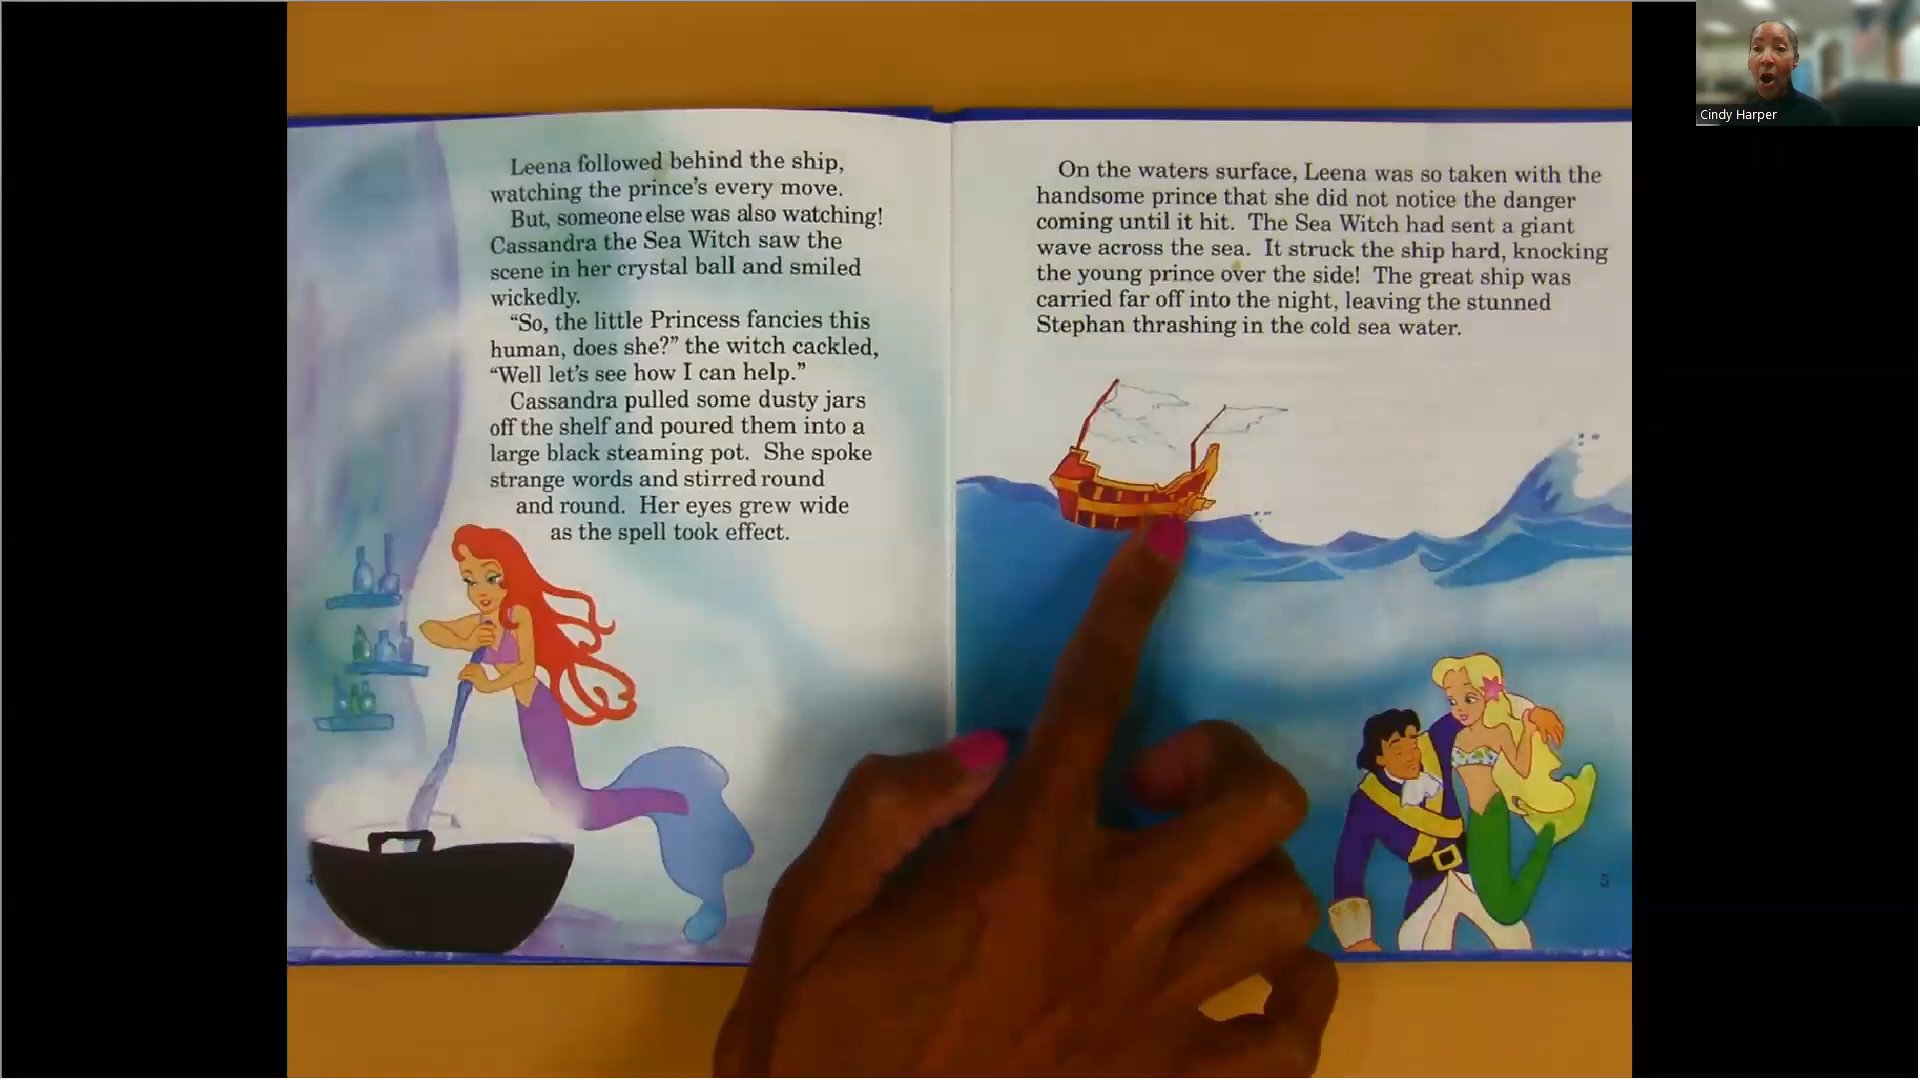 Leena followed behind the ship,
watching the prince's every move.
But, someone else was also watching!
Cassandra the Sea Witch saw the
scene in her crystal ball and smiled
wickedly.
"So, the little Princess fancies this
human, does she?" the witch cackled,
"Well let's see how I can help."
Cassandra pulled some dusty jars
off the shelf and poured them into a
large black steaming pot. She spoke
strange words and stirred round
and round. Her eyes grew wide
as the spell took effect.
4
On the waters surface, Leena was so taken with the
handsome prince that she did not notice the danger
coming until it hit. The Sea Witch had sent a giant
wave across the sea. It struck the ship hard, knocking
the young prince over the side! The great ship was
carried far off into the night, leaving the stunned
Stephan thrashing in the cold sea water.
5
Cindy Harper